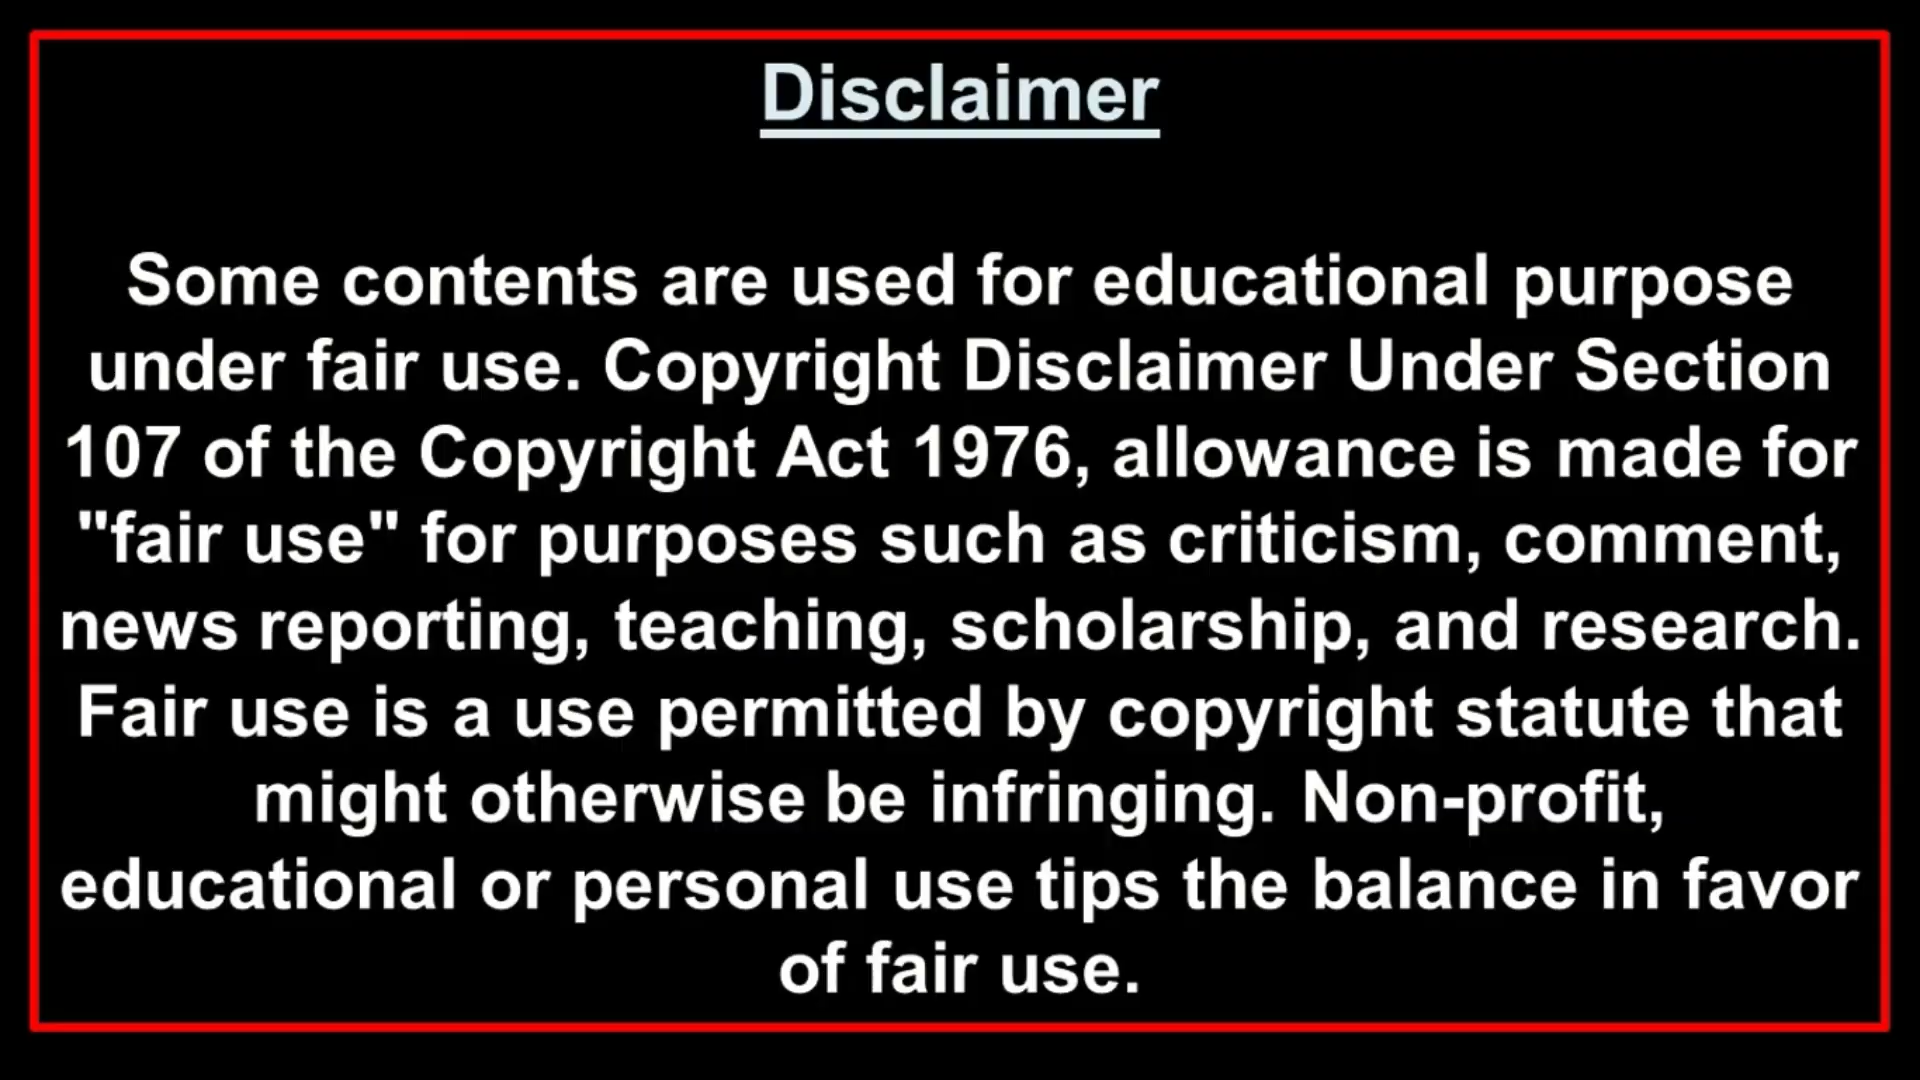 Disclaimer
Some contents are used for educational purpose
under fair use. Copyright Disclaimer Under Section
107 of the Copyright Act 1976, allowance is made for
"fair use" for purposes such as criticism, comment,
news reporting, teaching, scholarship, and research.
Fair use is a use permitted by copyright statute that
might otherwise be infringing. Non-profit,
educational or personal use tips the balance in favor
of fair use.